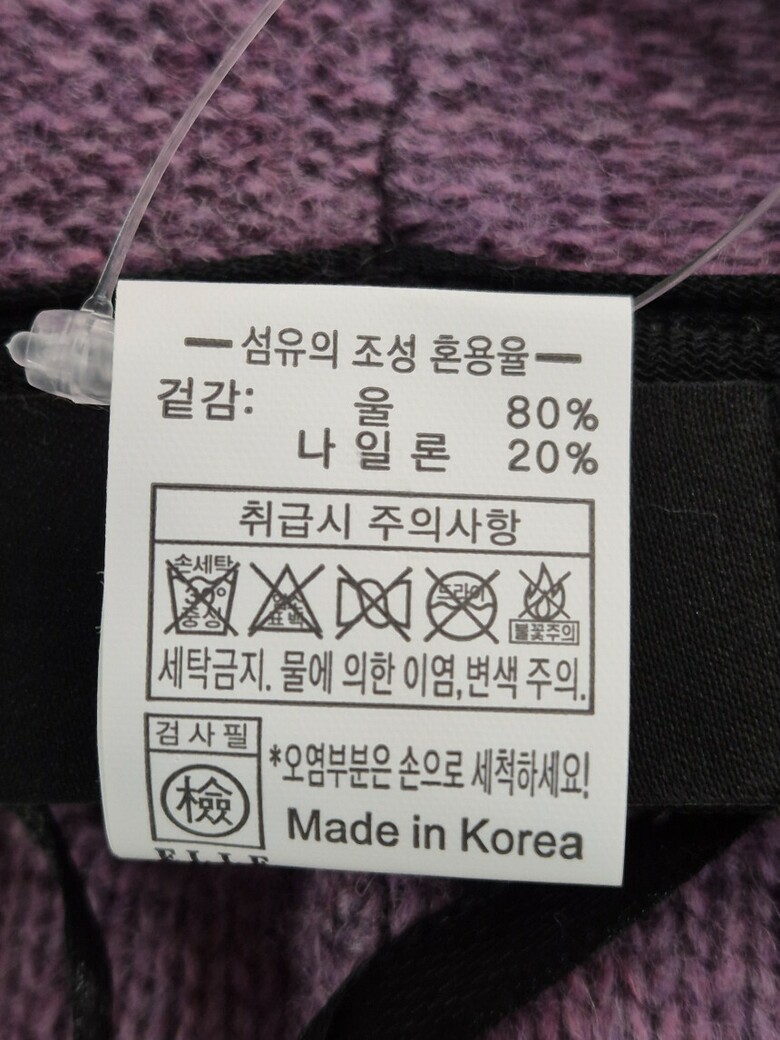 섬유의 조성 혼용율
겉감: 울 80%
나일론 20%
취급시 주의사항
손세탁
30°
중성
염소
표백
드라이
불꽃주의
세탁금지. 물에 의한 이염,변색 주의.
검사필
檢
*오염부분은 손으로 세척하세요!
Made in Korea
ELLE